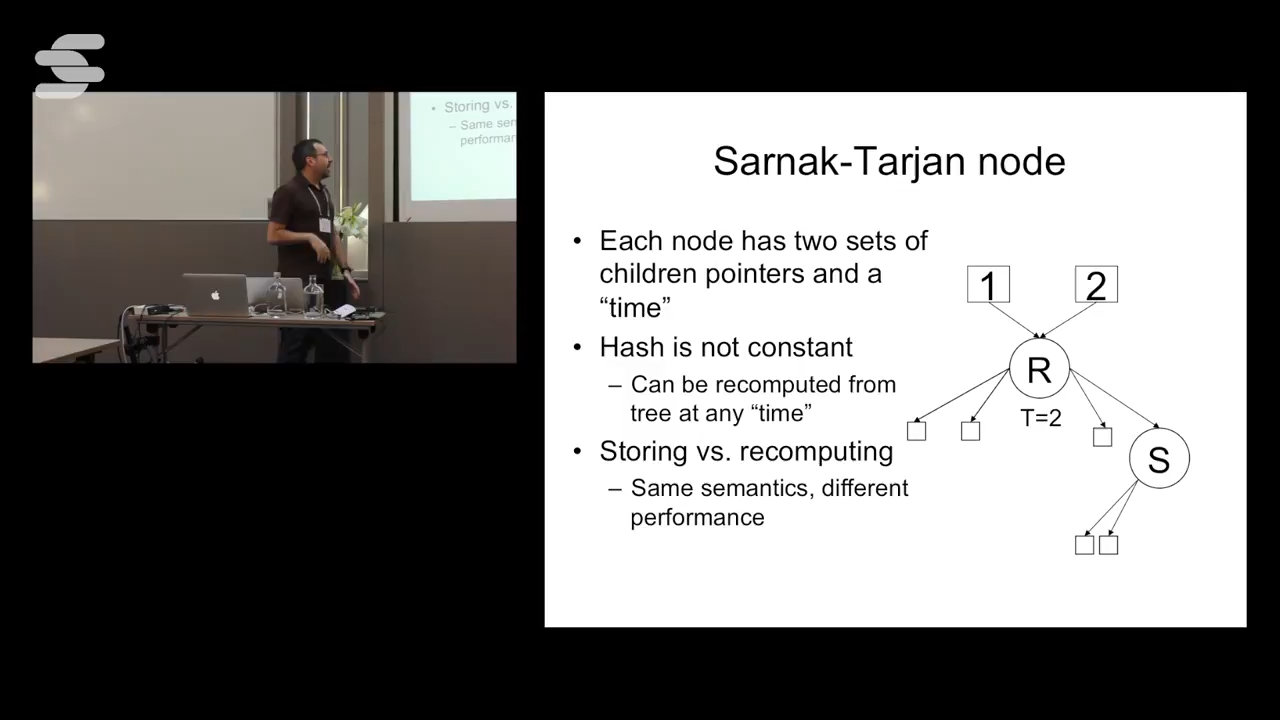 Storing vs.
Same sen
performan
Sarnak-Tarjan node
• Each node has two sets of
children pointers and a
“time”
• Hash is not constant
– Can be recomputed from
tree at any “time”
• Storing vs. recomputing
– Same semantics, different
performance
1
2
R
T=2
S